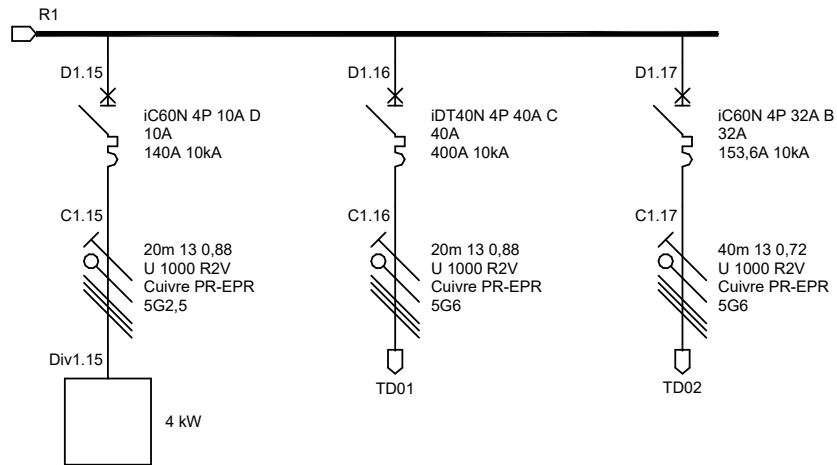 R1
D1.15
iC60N 4P 10A D
10A
140A 10kA
C1.15
20m 13 0,88
U 1000 R2V
Cuivre PR-EPR
5G2,5
Div1.15
4 kW
D1.16
iDT40N 4P 40A C
40A
400A 10kA
C1.16
20m 13 0,88
U 1000 R2V
Cuivre PR-EPR
5G6
TD01
D1.17
iC60N 4P 32A B
32A
153,6A 10kA
C1.17
40m 13 0,72
U 1000 R2V
Cuivre PR-EPR
5G6
TD02